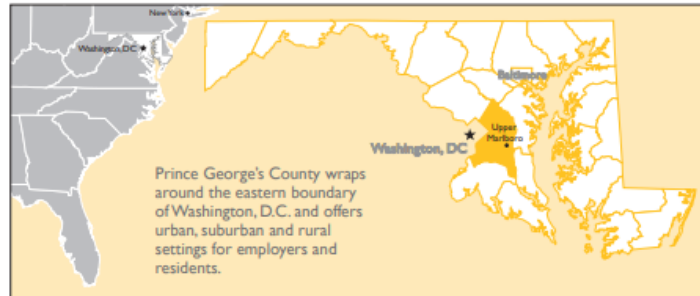 New York
Washington, DC
Baltimore
Upper
Marlboro
Washington, DC
Prince George's County wraps
around the eastern boundary
of Washington, D.C. and offers
urban, suburban and rural
settings for employers and
residents.